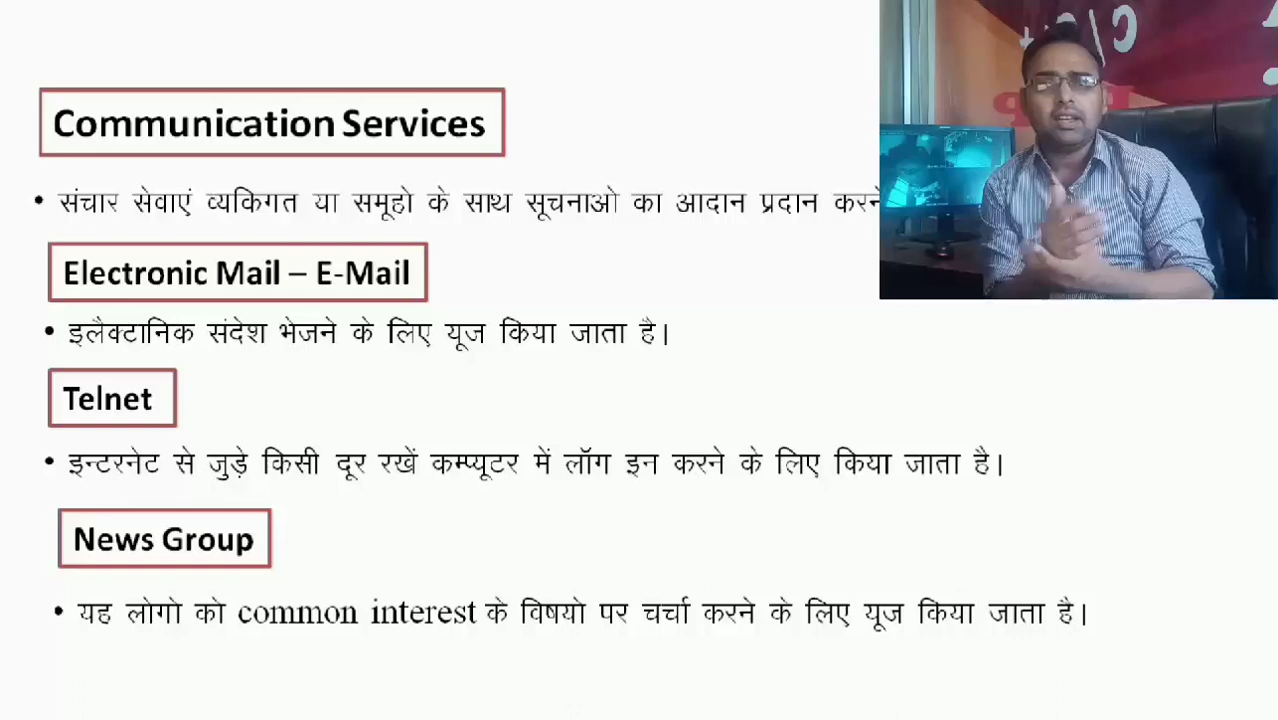 Communication Services
• संचार सेवाएं व्यकिगत या समूहो के साथ सूचनाओ का आदान प्रदान करने
Electronic Mail – E-Mail
• इलैक्टानिक संदेश भेजने के लिए यूज किया जाता है।
Telnet
• इन्टरनेट से जुड़े किसी दूर रखें कम्प्यूटर में लॉग इन करने के लिए किया जाता है।
News Group
• यह लोगो को common interest के विषयो पर चर्चा करने के लिए यूज किया जाता है।